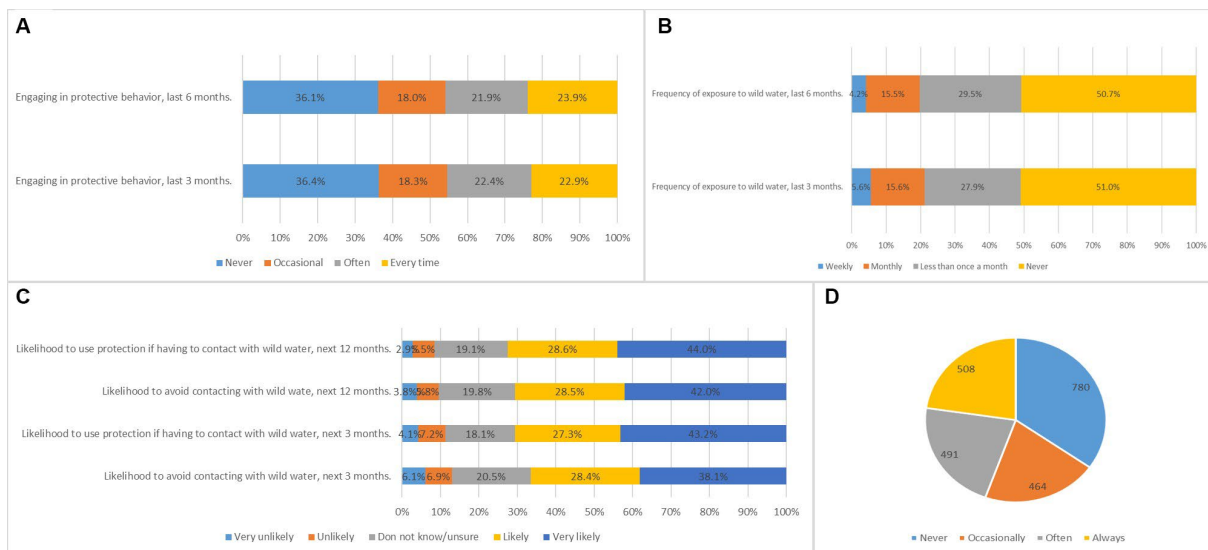 A
Engaging in protective behavior, last 6 months.
36.1% 18.0% 21.9% 23.9%
Engaging in protective behavior, last 3 months.
36.4% 18.3% 22.4% 22.9%
0% 10% 20% 30% 40% 50% 60% 70% 80% 90% 100%
Never Occasional Often Every time
B
Frequency of exposure to wild water, last 6 months.
4.2% 15.5% 29.5% 50.7%
Frequency of exposure to wild water, last 3 months.
5.6% 15.6% 27.9% 51.0%
0% 10% 20% 30% 40% 50% 60% 70% 80% 90% 100%
Weekly Monthly Less than once a month Never
C
Likelihood to use protection if having to contact with wild water, next 12 months.
2.9% 5.5% 19.1% 28.6% 44.0%
Likelihood to avoid contacting with wild wate, next 12 months.
3.8% 5.8% 19.8% 28.5% 42.0%
Likelihood to use protection if having to contact with wild water, next 3 months.
4.1% 7.2% 18.1% 27.3% 43.2%
Likelihood to avoid contacting with wild water, next 3 months.
6.1% 6.9% 20.5% 28.4% 38.1%
0% 10% 20% 30% 40% 50% 60% 70% 80% 90% 100%
Very unlikely Unlikely Don not know/unsure Likely Very likely
D
508
780
491
464
Never Occasionally Often Always